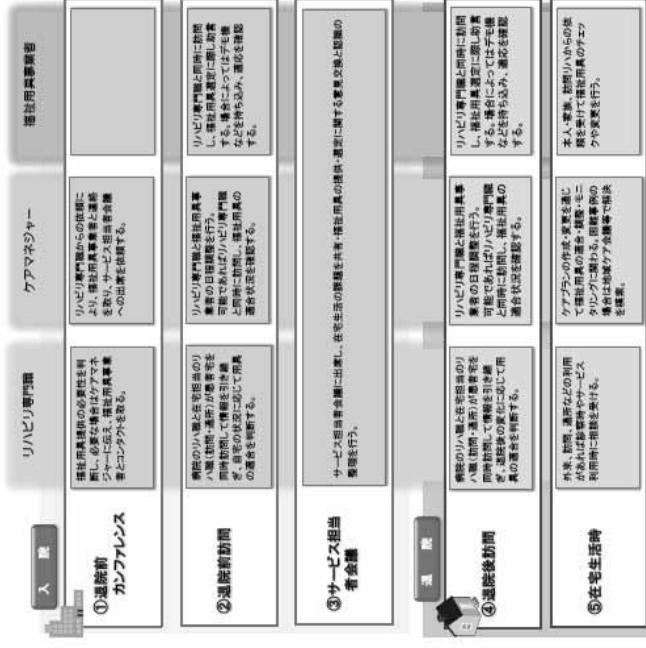 リハビリ専門職
ケアマネジャー
福祉用具事業者
入 院
①退院前
カンファレンス
福祉用具提供の必要性を判
断し、必要な場合はケアマネ
ジャーに伝え、福祉用具事業
者とコンタクトを取る。
リハビリ専門職からの依頼に
より、福祉用具事業者と連絡
を取り、サービス担当者会議
への出席を依頼する。
②退院前訪問
病院のリハ職と在宅担当のリ
ハ職(訪問・通所)が患者宅を
同時訪問して情報を引き継
ぎ、自宅の状況に応じて用具
の適合を判断する。
リハビリ専門職と福祉用具事
業者の日程調整を行う。
可能であればリハビリ専門職
と同時に訪問し、福祉用具の
適合状況を確認する。
リハビリ専門職と同時に訪問
し、福祉用具選定に際し助言
する。場合によってはデモ機
などを持ち込み、適応を確認
する。
③サービス担当
者会議
サービス担当者会議に出席し、在宅生活の課題を共有・福祉用具の提供・選定に関する意見交換と認識の
整理を行う。
退 院
④退院後訪問
病院のリハ職と在宅担当のリ
ハ職(訪問・通所)が患者宅を
同時訪問して情報を引き継
ぎ、退院後の変化に応じて用
具の適合を判断する。
リハビリ専門職と福祉用具事
業者の日程調整を行う。
可能であればリハビリ専門職
と同時に訪問し、福祉用具の
適合状況を確認する。
リハビリ専門職と同時に訪問
し、福祉用具選定に際し助言
する。場合によってはデモ機
などを持ち込み、適応を確認
する。
⑤在宅生活時
外来、訪問、通所などの利用
があれば診察時やサービス
利用時に相談を受ける。
ケアプランの作成・変更を通じ
て福祉用具の適合・調整・モニ
タリングに関わる。困難事例の
場合は地域ケア会議等で解決
を模索。
本人・家族、訪問リハからの依
頼を受けて福祉用具のチェッ
クや変更を行う。